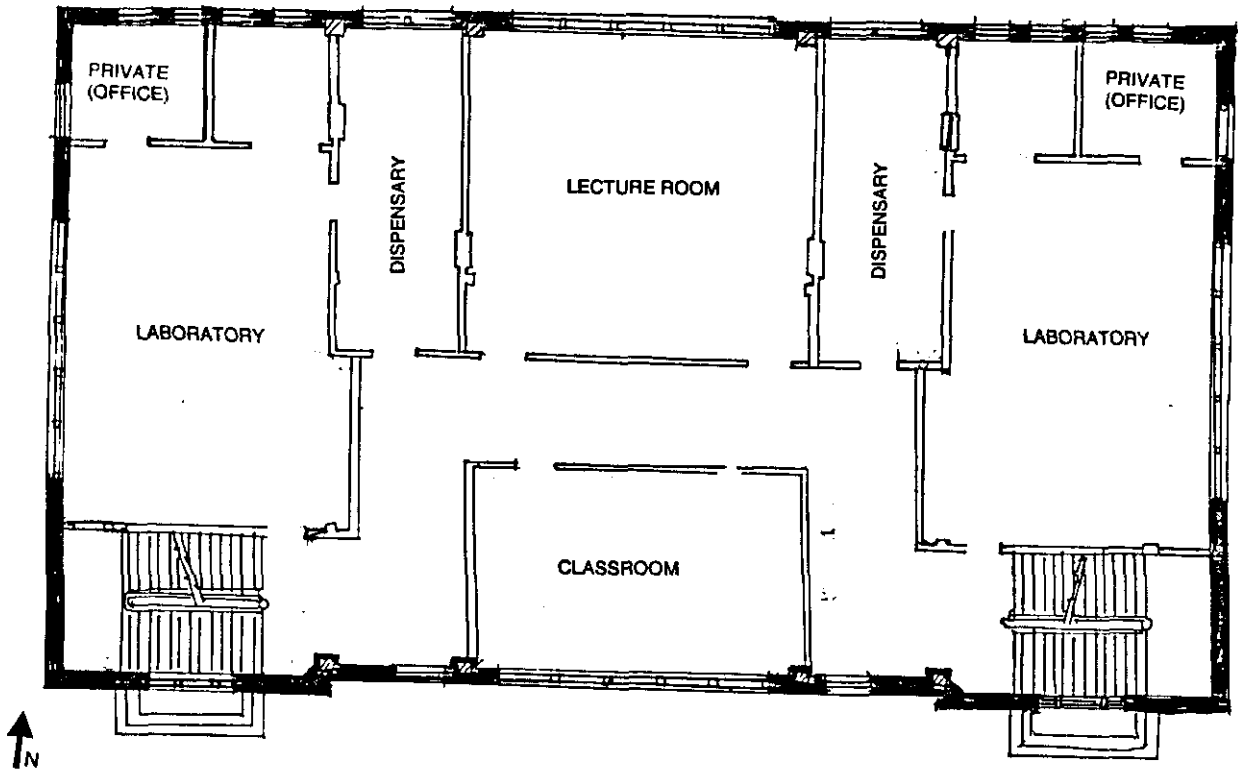 PRIVATE
(OFFICE)
PRIVATE
(OFFICE)
DISPENSARY
LECTURE ROOM
DISPENSARY
LABORATORY
LABORATORY
CLASSROOM
N